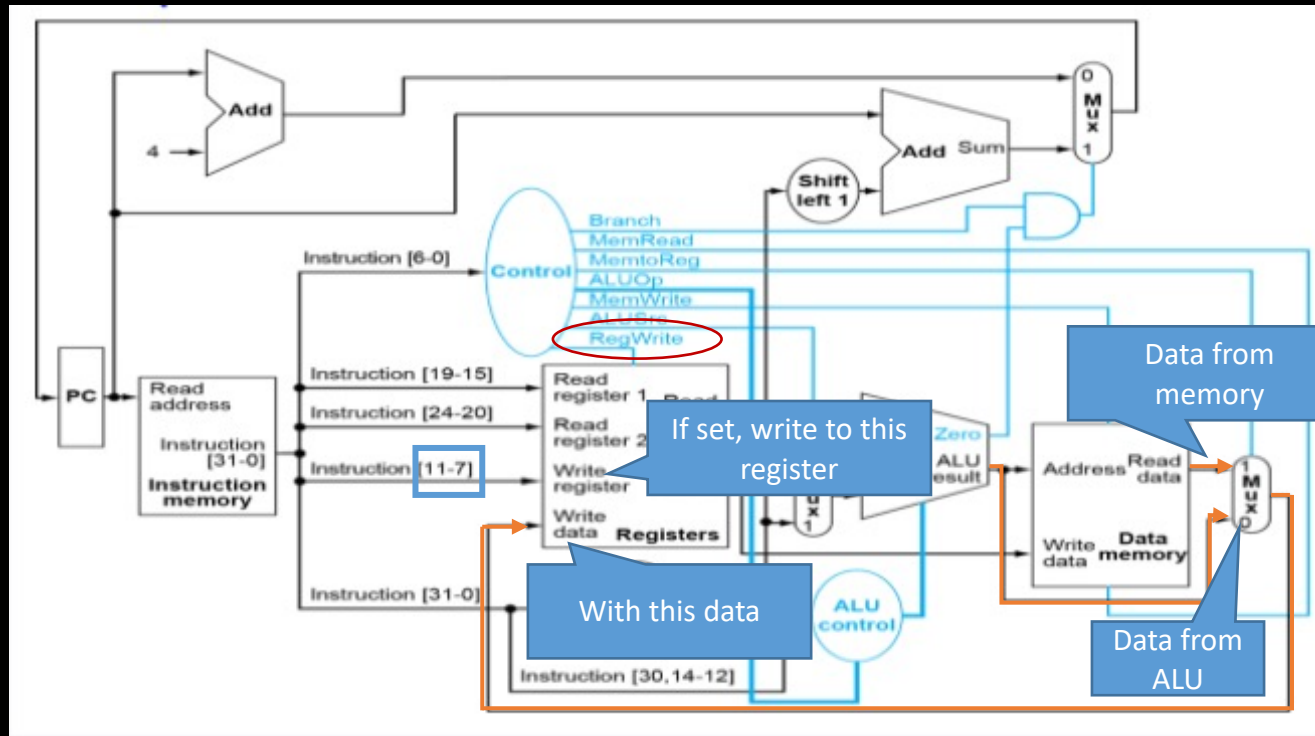 Add
4
0
Mux
1
Add Sum
Shift
left 1
Branch
MemRead
MemtoReg
ALUOp
MemWrite
ALUSrc
RegWrite
Instruction [6-0]
Control
PC
Read
address
Instruction
[31-0]
Instruction
memory
Instruction [19-15]
Instruction [24-20]
Instruction [11-7]
Instruction [31-0]
Instruction [30,14-12]
Read
register 1
Read
register 2
Write
register
Write
data
Registers
If set, write to this
register
With this data
1
Zero
ALU
ALU
control
Address
Read
data
Write
data
Data
memory
1
Mux
0
Data from
memory
Data from
ALU